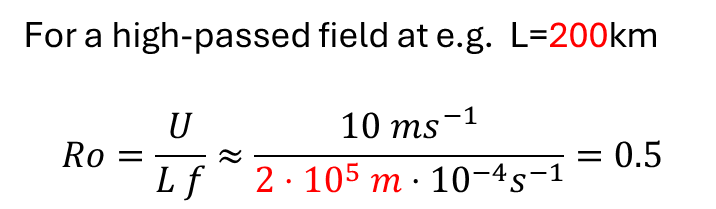 For a high-passed field at e.g. L=200km
Ro = U / (L f) ≈ 10 ms⁻¹ / (2 · 10⁵ m · 10⁻⁴s⁻¹) = 0.5